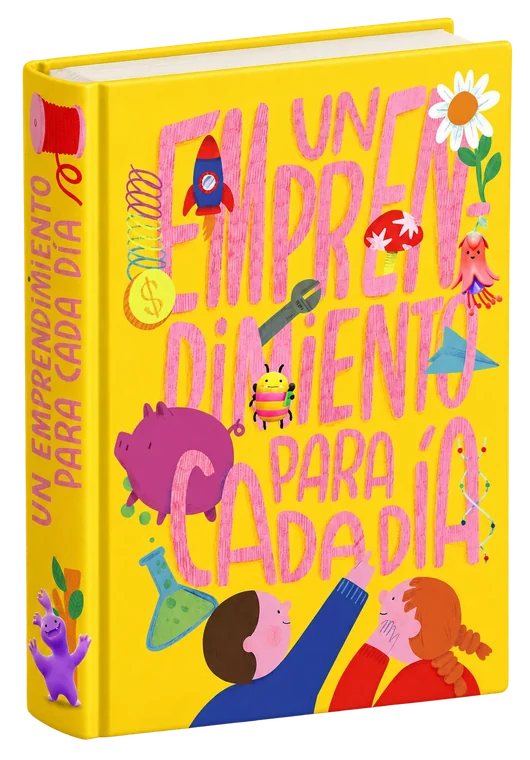 UN
EMPREN-
DIMIENTO
PARA
CADA DÍA
$
UN EMPRENDIMIENTO
PARA CADA DÍA